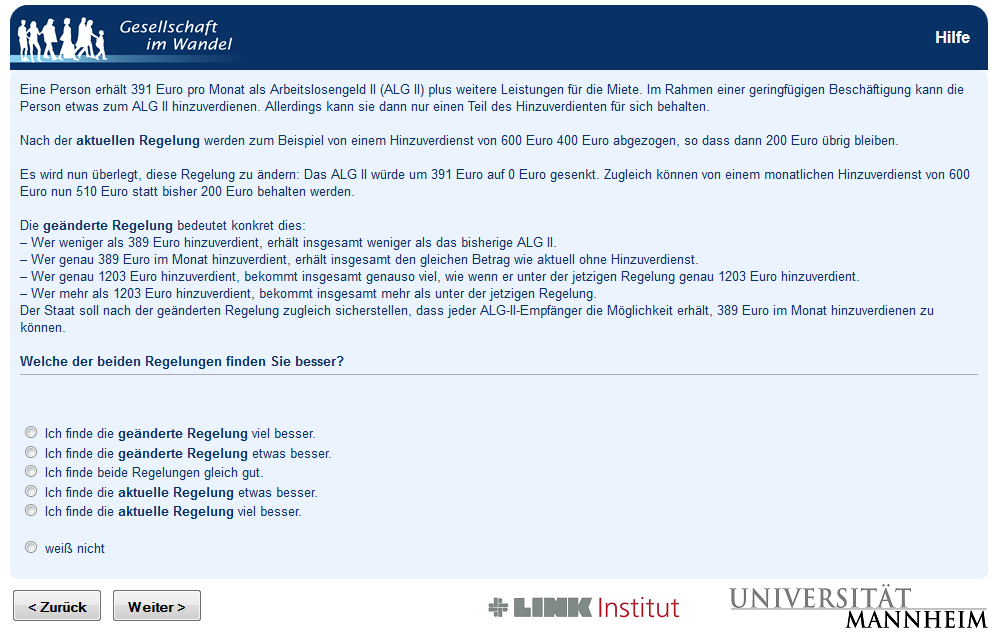 Gesellschaft
im Wandel
Hilfe
Eine Person erhält 391 Euro pro Monat als Arbeitslosengeld II (ALG II) plus weitere Leistungen für die Miete. Im Rahmen einer geringfügigen Beschäftigung kann die
Person etwas zum ALG II hinzuverdienen. Allerdings kann sie dann nur einen Teil des Hinzuverdienten für sich behalten.
Nach der aktuellen Regelung werden zum Beispiel von einem Hinzuverdienst von 600 Euro 400 Euro abgezogen, so dass dann 200 Euro übrig bleiben.
Es wird nun überlegt, diese Regelung zu ändern: Das ALG II würde um 391 Euro auf 0 Euro gesenkt. Zugleich können von einem monatlichen Hinzuverdienst von 600
Euro nun 510 Euro statt bisher 200 Euro behalten werden.
Die geänderte Regelung bedeutet konkret dies:
– Wer weniger als 389 Euro hinzuverdient, erhält insgesamt weniger als das bisherige ALG II.
– Wer genau 389 Euro im Monat hinzuverdient, erhält insgesamt den gleichen Betrag wie aktuell ohne Hinzuverdienst.
– Wer genau 1203 Euro hinzuverdient, bekommt insgesamt genauso viel, wie wenn er unter der jetzigen Regelung genau 1203 Euro hinzuverdient.
– Wer mehr als 1203 Euro hinzuverdient, bekommt insgesamt mehr als unter der jetzigen Regelung.
Der Staat soll nach der geänderten Regelung zugleich sicherstellen, dass jeder ALG-II-Empfänger die Möglichkeit erhält, 389 Euro im Monat hinzuverdienen zu
können.
Welche der beiden Regelungen finden Sie besser?
Ich finde die geänderte Regelung viel besser.
Ich finde die geänderte Regelung etwas besser.
Ich finde beide Regelungen gleich gut.
Ich finde die aktuelle Regelung etwas besser.
Ich finde die aktuelle Regelung viel besser.
weiß nicht
< Zurück
Weiter >
LINK Institut
UNIVERSITÄT
MANNHEIM